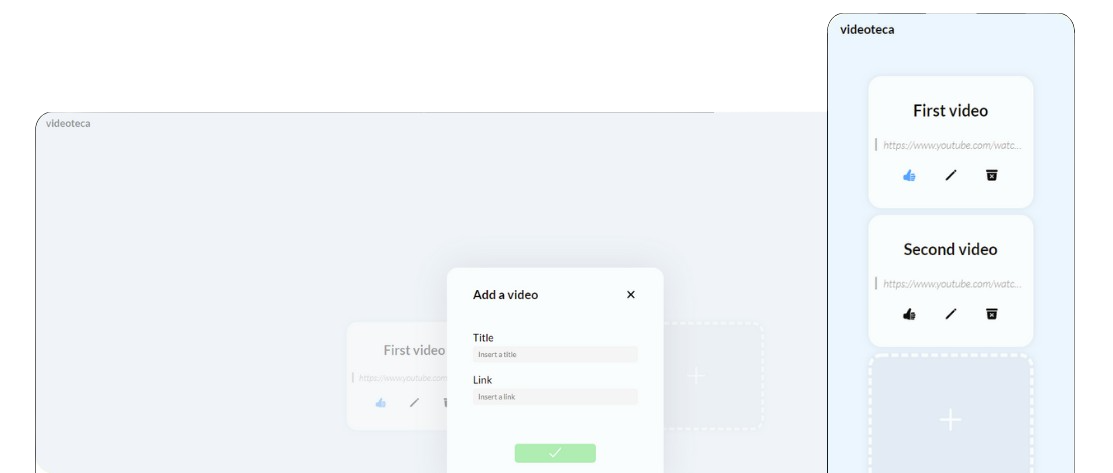 videoteca
First video
https://www.youtube.com
Add a video
Title
Insert a title
Link
Insert a link
videoteca
First video
https://www.youtube.com/watc...
Second video
https://www.youtube.com/watc...